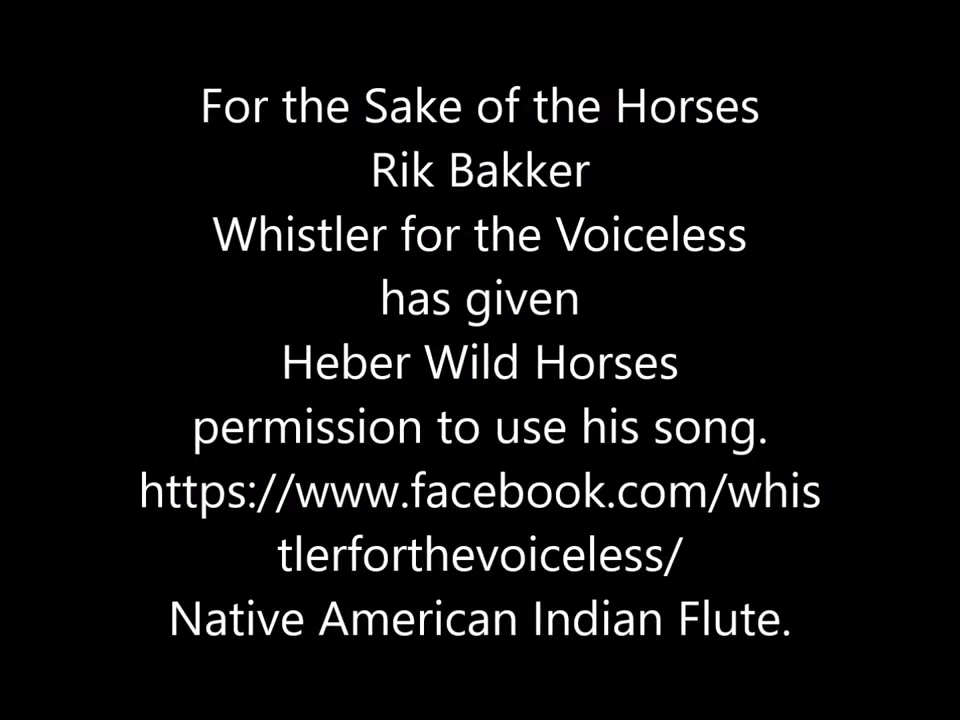 For the Sake of the Horses
Rik Bakker
Whistler for the Voiceless
has given
Heber Wild Horses
permission to use his song.
https://www.facebook.com/whis
tlerforthevoiceless/
Native American Indian Flute.